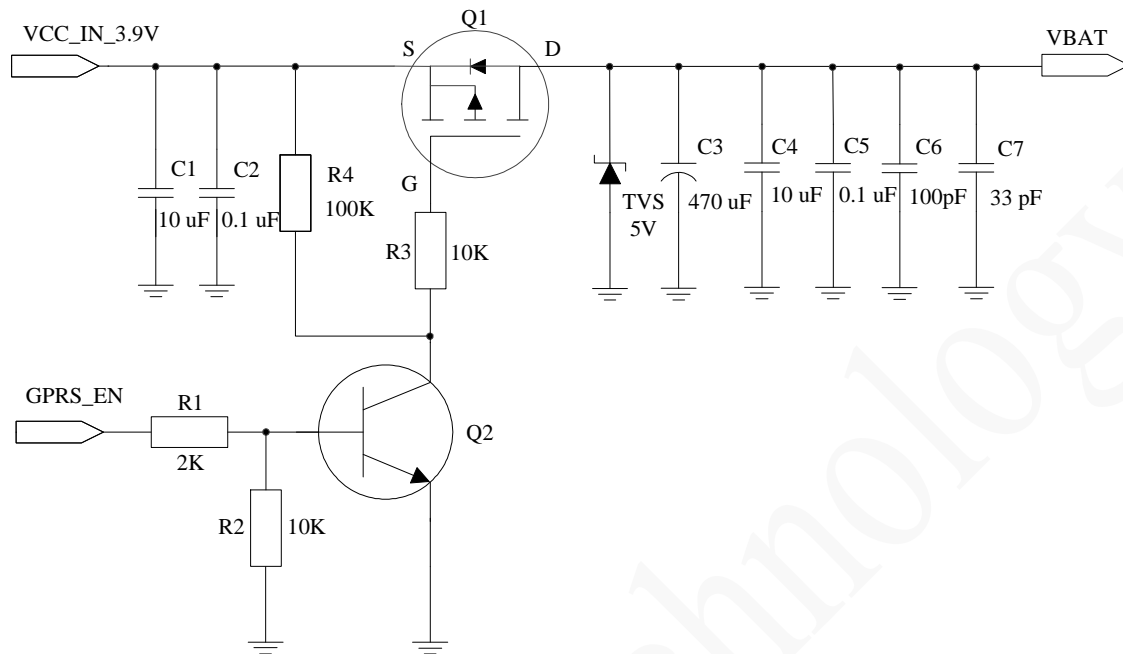 Q1
VCC_IN_3.9V
S
D
VBAT
C1
10 uF
C2
0.1 uF
R4
100K
G
R3
10K
TVS
5V
C3
470 uF
C4
10 uF
C5
0.1 uF
C6
100pF
C7
33 pF
GPRS_EN
R1
2K
Q2
R2
10K